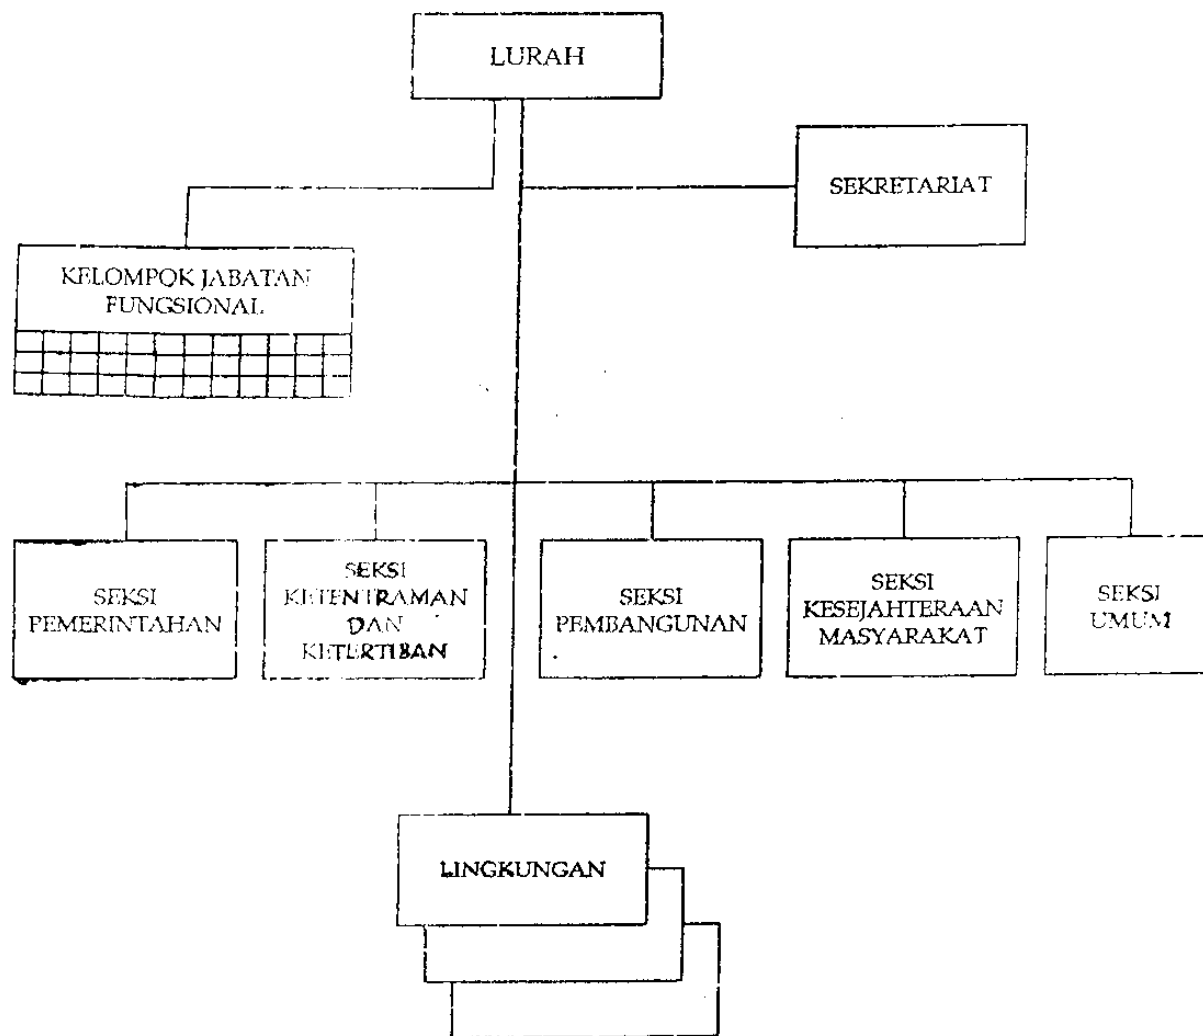 LURAH
SEKRETARIAT
KELOMPOK JABATAN
FUNGSIONAL
SEKSI
PEMERINTAHAN
SEKSI
KETENTRAMAN
DAN
KETERTIBAN
SEKSI
PEMBANGUNAN
SEKSI
KESEJAHTERAAN
MASYARAKAT
SEKSI
UMUM
LINGKUNGAN